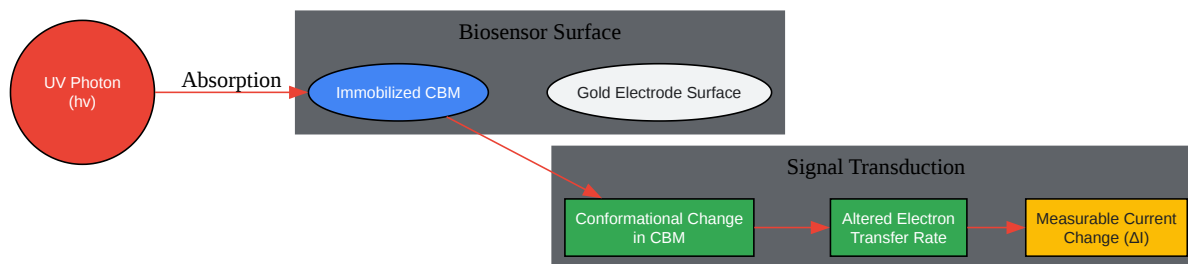 Biosensor Surface
UV Photon
(hv)
Absorption
Immobilized CBM
Gold Electrode Surface
Signal Transduction
Conformational Change
in CBM
Altered Electron
Transfer Rate
Measurable Current
Change (ΔI)